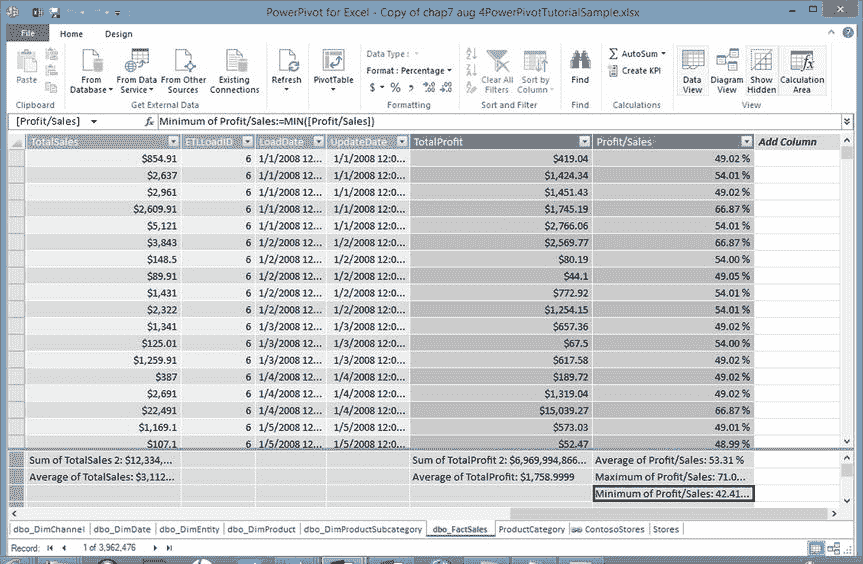 PowerPivot for Excel - Copy of chap7 aug 4PowerPivotTutorialSample.xlsx
File Home Design
Paste
Clipboard
From Database From Data Service From Other Sources Existing Connections
Get External Data
Refresh
PivotTable
Data Type :
Format : Percentage
$ % , .00
Formatting
Clear All Filters Sort by Column
Sort and Filter
Find
Find
AutoSum
Create KPI
Calculations
Data View Diagram View Show Hidden Calculation Area
View
[Profit/Sales] fx Minimum of Profit/Sales:=MIN([Profit/Sales])
TotalSales ETLLoadID LoadDate UpdateDate TotalProfit Profit/Sales Add Column
$854.91 6 1/1/2008 12... 1/1/2008 12:0... $419.04 49.02 %
$2,637 6 1/1/2008 12... 1/1/2008 12:0... $1,424.34 54.01 %
$2,961 6 1/1/2008 12... 1/1/2008 12:0... $1,451.43 49.02 %
$2,609.91 6 1/1/2008 12... 1/1/2008 12:0... $1,745.19 66.87 %
$5,121 6 1/1/2008 12... 1/1/2008 12:0... $2,766.06 54.01 %
$3,843 6 1/2/2008 12... 1/2/2008 12:0... $2,569.77 66.87 %
$148.5 6 1/2/2008 12... 1/2/2008 12:0... $80.19 54.00 %
$89.91 6 1/2/2008 12... 1/2/2008 12:0... $44.1 49.05 %
$1,431 6 1/2/2008 12... 1/2/2008 12:0... $772.92 54.01 %
$2,322 6 1/2/2008 12... 1/2/2008 12:0... $1,254.15 54.01 %
$1,341 6 1/3/2008 12... 1/3/2008 12:0... $657.36 49.02 %
$125.01 6 1/3/2008 12... 1/3/2008 12:0... $67.5 54.00 %
$1,259.91 6 1/3/2008 12... 1/3/2008 12:0... $617.58 49.02 %
$387 6 1/4/2008 12... 1/4/2008 12:0... $189.72 49.02 %
$2,691 6 1/4/2008 12... 1/4/2008 12:0... $1,319.04 49.02 %
$22,491 6 1/4/2008 12... 1/4/2008 12:0... $15,039.27 66.87 %
$1,169.1 6 1/5/2008 12... 1/5/2008 12:0... $573.03 49.01 %
$107.1 6 1/5/2008 12... 1/5/2008 12:0... $52.47 48.99 %
Sum of TotalSales 2: $12,334,... Sum of TotalProfit 2: $6,969,994,866... Average of Profit/Sales: 53.31 %
Average of TotalSales: $3,112... Average of TotalProfit: $1,758.9999 Maximum of Profit/Sales: 71.0...
Minimum of Profit/Sales: 42.41...
dbo_DimChannel dbo_DimDate dbo_DimEntity dbo_DimProduct dbo_DimProductSubcategory dbo_FactSales ProductCategory ContosoStores Stores
Record: 1 of 3,962,476